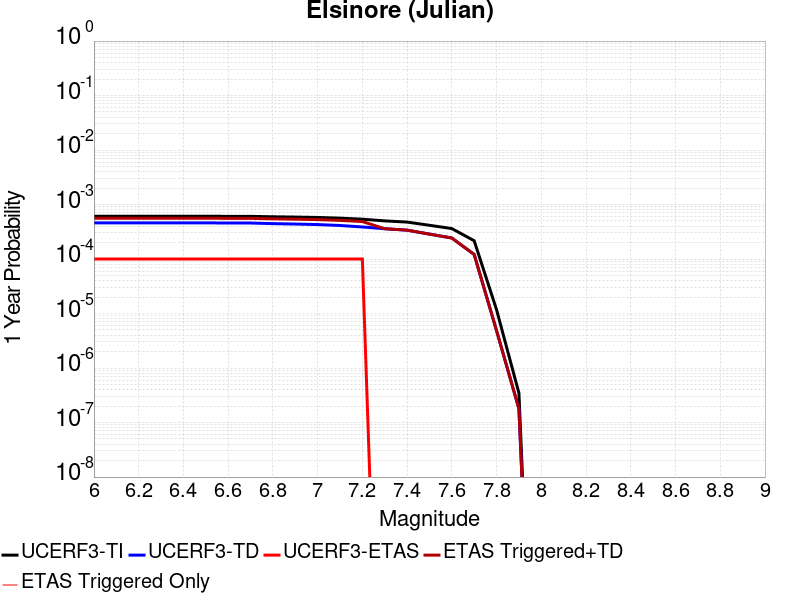 Elsinore (Julian)
10^0
10^-1
10^-2
10^-3
10^-4
10^-5
10^-6
10^-7
10^-8
1 Year Probability
6 6.2 6.4 6.6 6.8 7 7.2 7.4 7.6 7.8 8 8.2 8.4 8.6 8.8 9
Magnitude
UCERF3-TI UCERF3-TD UCERF3-ETAS ETAS Triggered+TD
ETAS Triggered Only